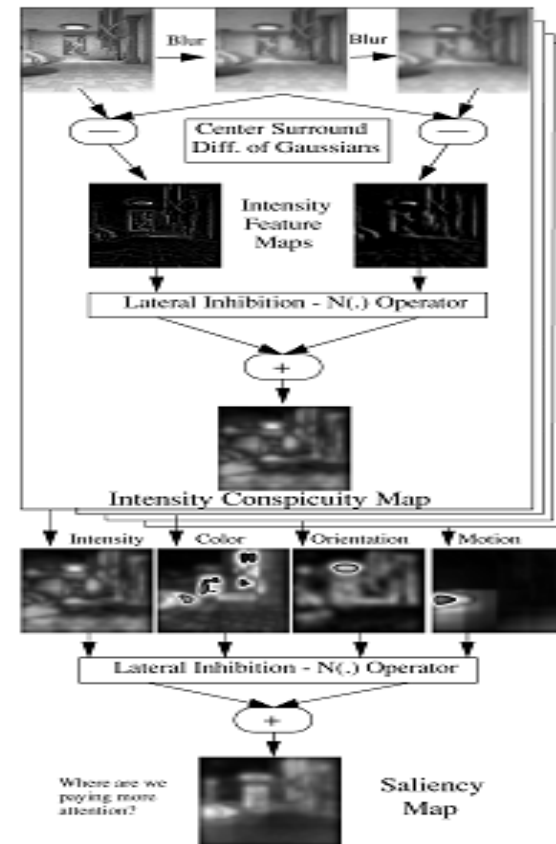 Blur
Blur
Center Surround
Diff. of Gaussians
Intensity
Feature
Maps
Lateral Inhibition - N(.) Operator
+
Intensity Conspicuity Map
Intensity
Color
Orientation
Motion
Lateral Inhibition - N(.) Operator
+
Where are we
paying more
attention?
Saliency
Map